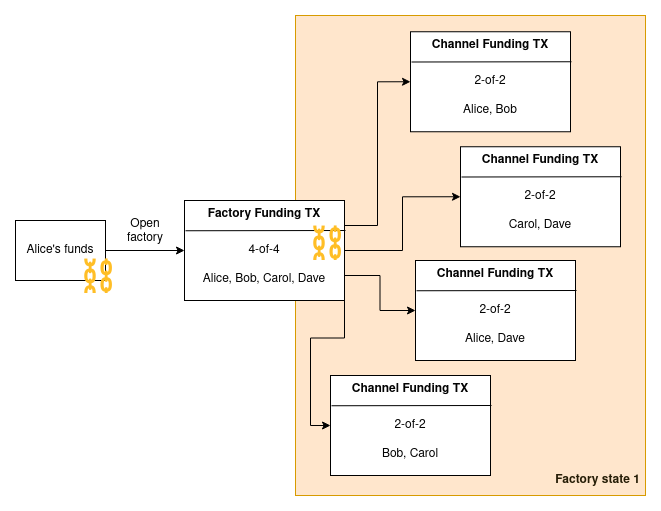 Alice's funds
Open
factory
Factory Funding TX
4-of-4
Alice, Bob, Carol, Dave
Channel Funding TX
2-of-2
Alice, Bob
Channel Funding TX
2-of-2
Carol, Dave
Channel Funding TX
2-of-2
Alice, Dave
Channel Funding TX
2-of-2
Bob, Carol
Factory state 1